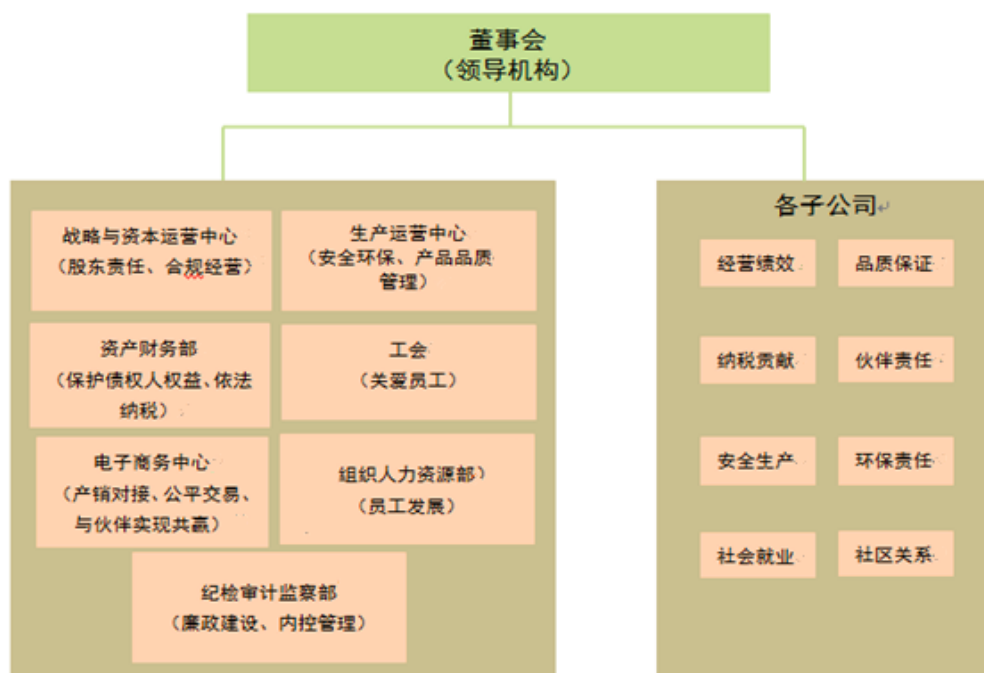 董事会
（领导机构）
战略与资本运营中心
（股东责任、合规经营）
生产运营中心
（安全环保、产品品质
管理）
资产财务部
（保护债权人权益、依法
纳税）
工会
（关爱员工）
电子商务中心
（产销对接、公平交易、
与伙伴实现共赢）
组织人力资源部）
（员工发展）
纪检审计监察部
（廉政建设、内控管理）
各子公司
经营绩效
品质保证
纳税贡献
伙伴责任
安全生产
环保责任
社会就业
社区关系